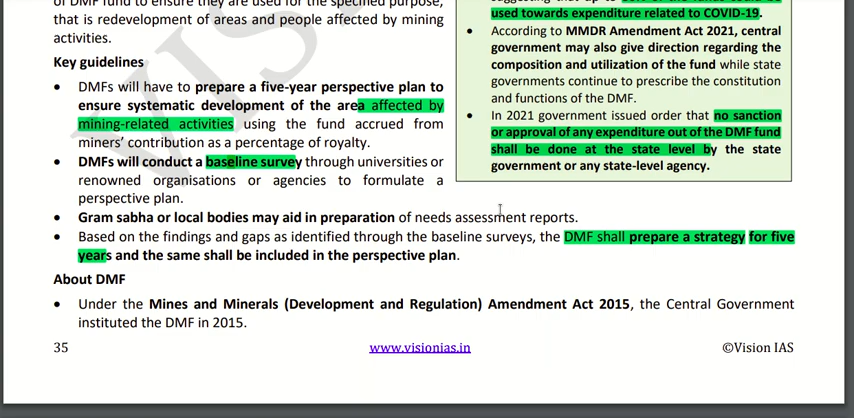 of DMF fund to ensure they are used for the specified purpose,
that is redevelopment of areas and people affected by mining
activities.
Key guidelines
• DMFs will have to prepare a five-year perspective plan to
ensure systematic development of the area affected by
mining-related activities using the fund accrued from
miners' contribution as a percentage of royalty.
• DMFs will conduct a baseline survey through universities or
renowned organisations or agencies to formulate a
perspective plan.
used towards expenditure related to COVID-19.
• According to MMDR Amendment Act 2021, central
government may also give direction regarding the
composition and utilization of the fund while state
governments continue to prescribe the constitution
and functions of the DMF.
• In 2021 government issued order that no sanction
or approval of any expenditure out of the DMF fund
shall be done at the state level by the state
government or any state-level agency.
• Gram sabha or local bodies may aid in preparation of needs assessment reports.
• Based on the findings and gaps as identified through the baseline surveys, the DMF shall prepare a strategy for five
years and the same shall be included in the perspective plan.
About DMF
• Under the Mines and Minerals (Development and Regulation) Amendment Act 2015, the Central Government
instituted the DMF in 2015.
35 www.visionias.in ©Vision IAS